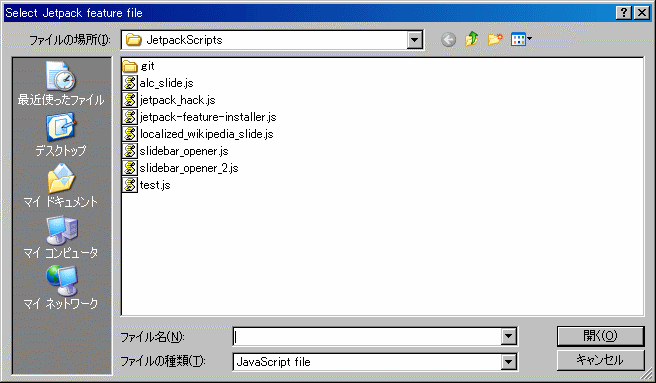 Select Jetpack feature file
ファイルの場所(I):
JetpackScripts
最近使ったファイル
デスクトップ
マイ ドキュメント
マイ コンピュータ
マイ ネットワーク
git
alc_slide.js
jetpack_hack.js
jetpack-feature-installer.js
localized_wikipedia_slide.js
slidebar_opener.js
slidebar_opener_2.js
test.js
ファイル名(N):
開く(O)
ファイルの種類(T):
JavaScript file
キャンセル